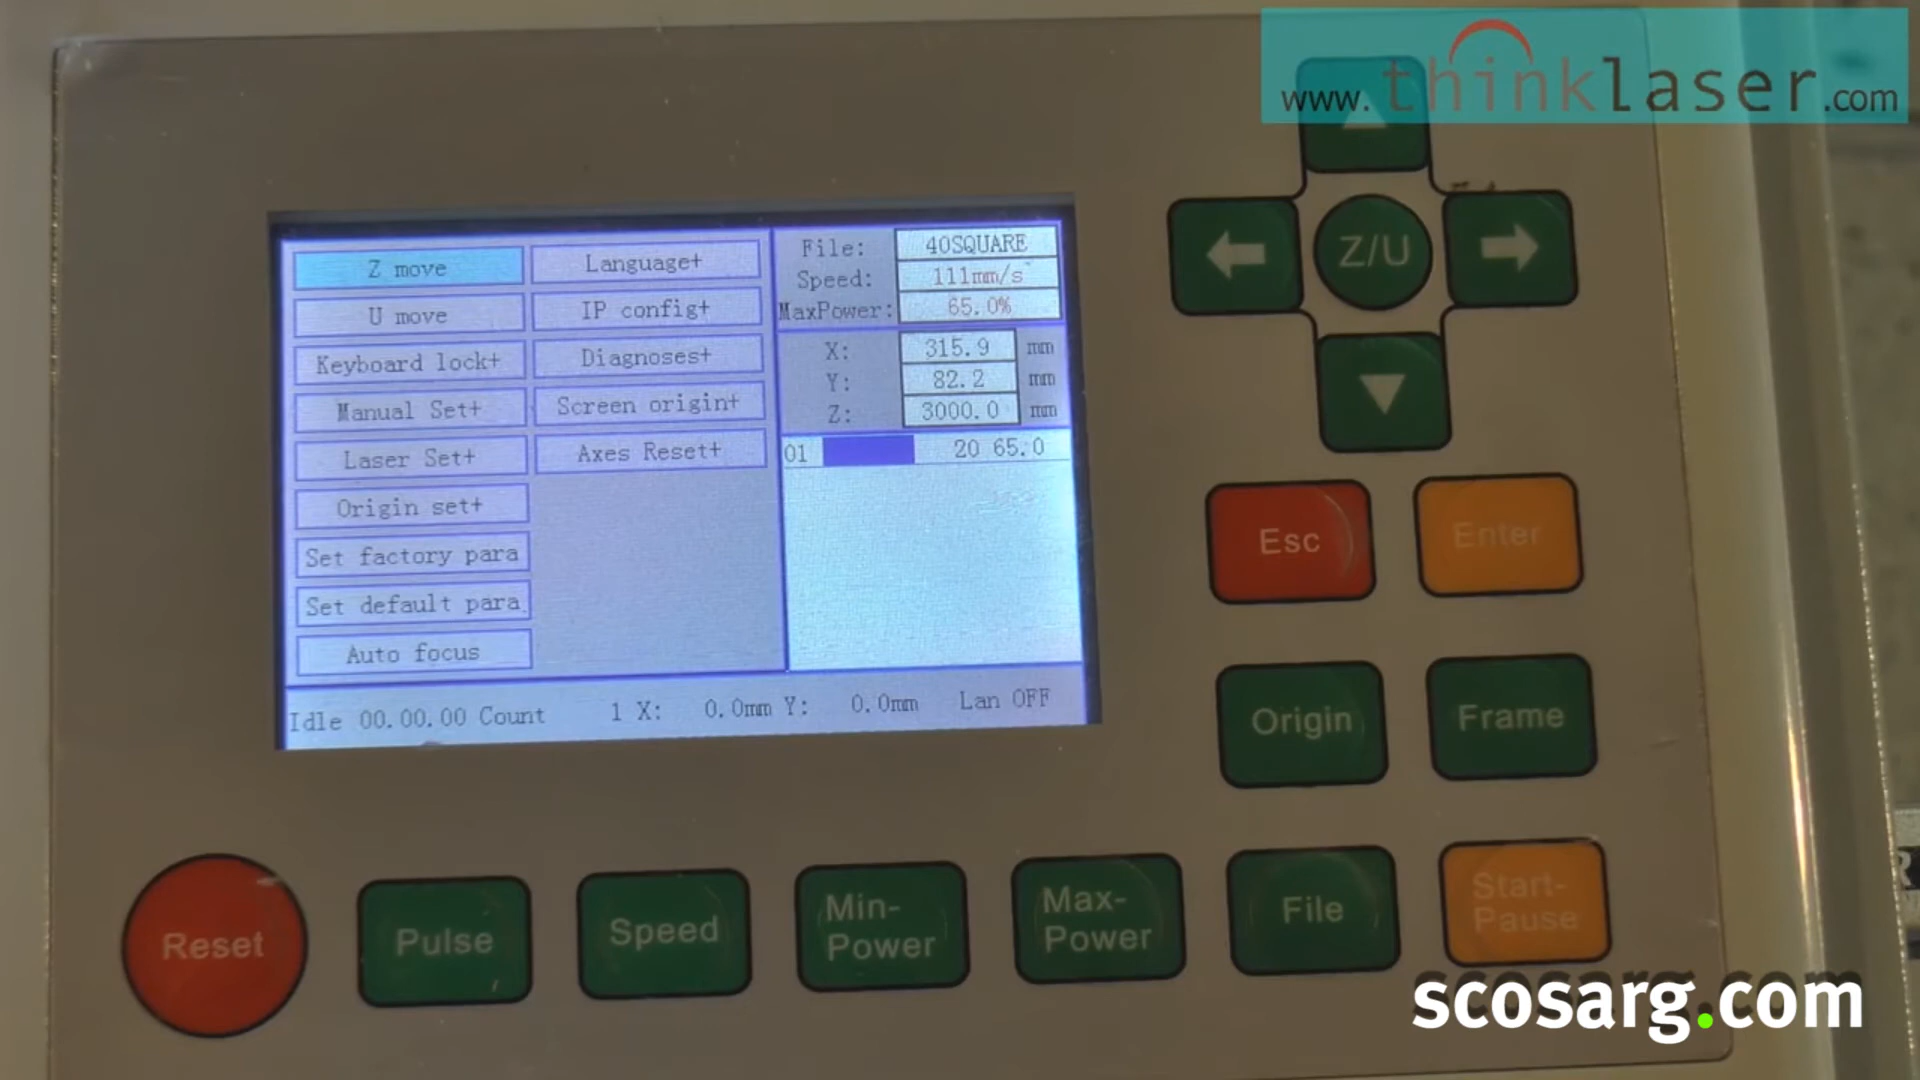 www.thinklaser.com
Z move
U move
Keyboard lock+
Manual Set+
Laser Set+
Origin set+
Set factory para
Set default para
Auto focus
Language+
IP config+
Diagnoses+
Screen origin+
Axes Reset+
File: 40SQUARE
Speed: 111mm/s
MaxPower: 65.0%
X: 315.9 mm
Y: 82.2 mm
Z: 3000.0 mm
01 20 65.0
Idle 00.00.00 Count 1 X: 0.0mm Y: 0.0mm Lan OFF
Z/U
Esc
Enter
Origin
Frame
Reset
Pulse
Speed
Min-
Power
Max-
Power
File
Start-
Pause
scosarg.com